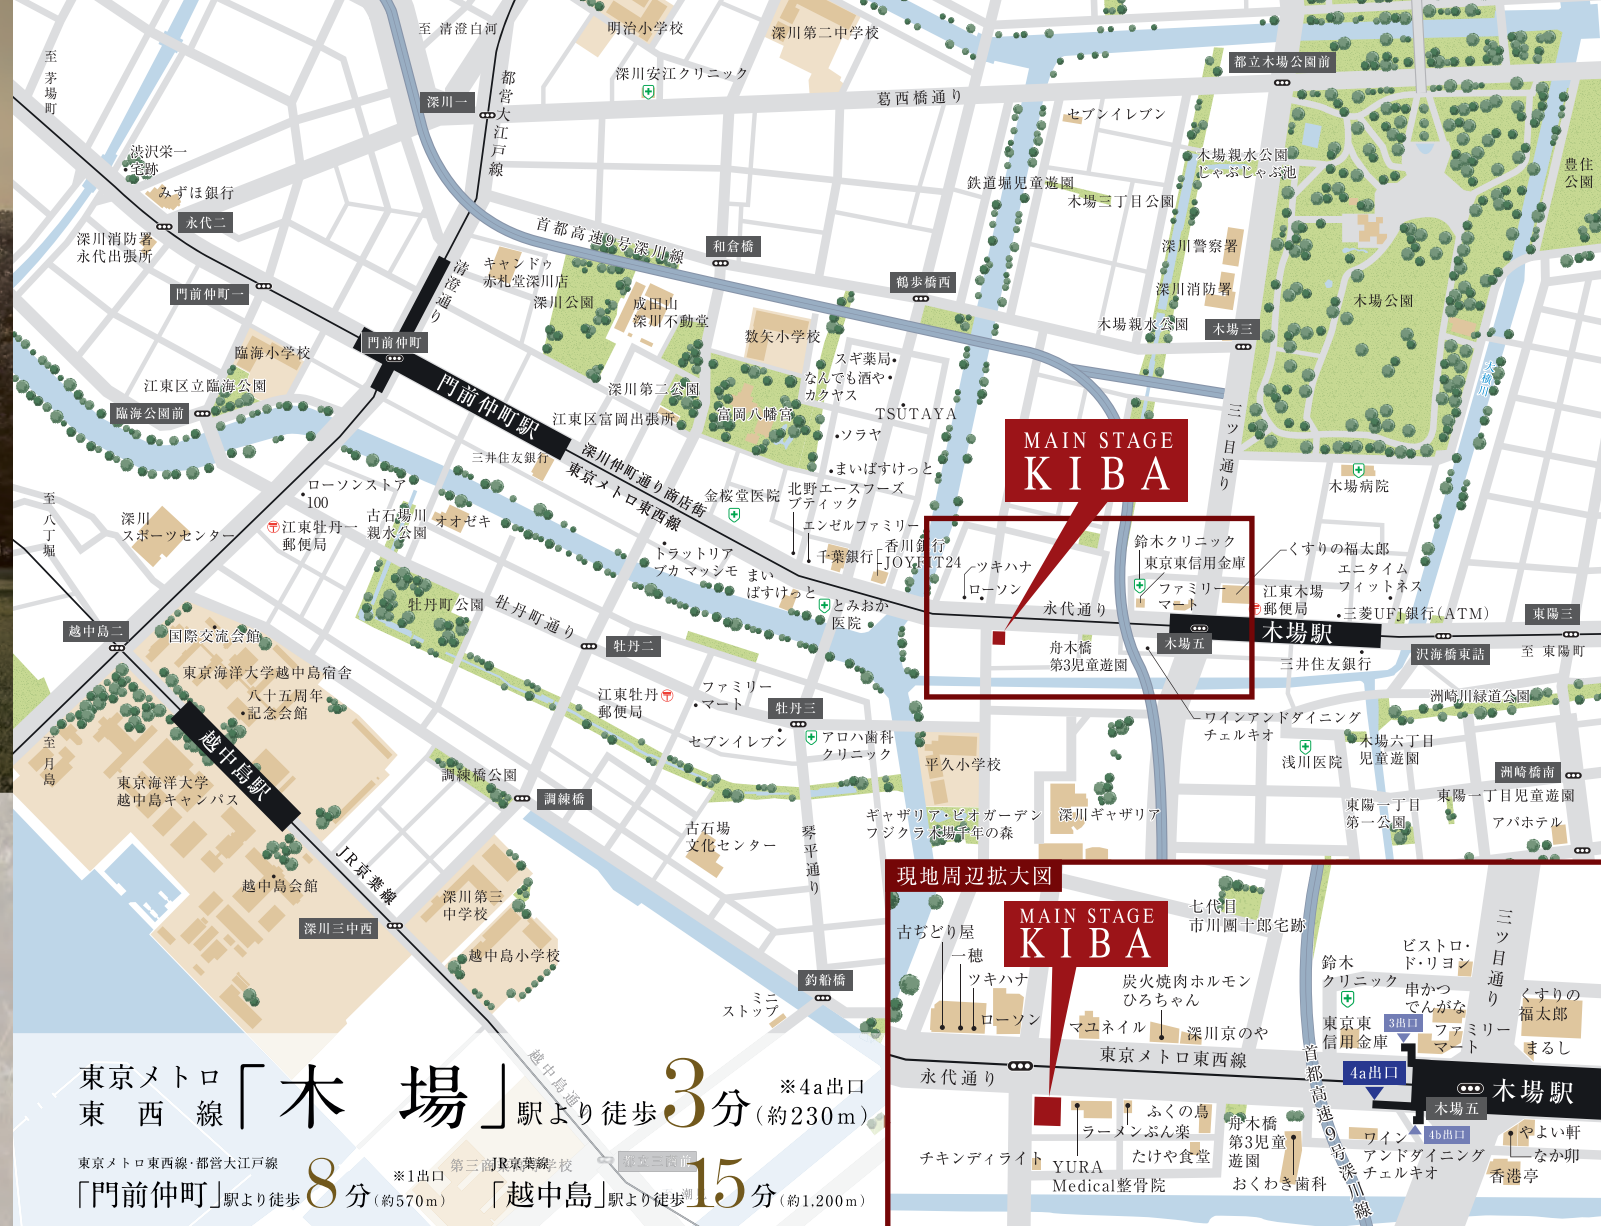 至 茅場町
至 清澄白河
明治小学校
深川第二中学校
深川安江クリニック
都営大江戸線
深川一
葛西橋通り
都立木場公園前
セブンイレブン
渋沢栄一
宅跡
みずほ銀行
永代二
深川消防署
永代出張所
門前仲町一
木場親水公園
じゃぶじゃぶ池
豊住
公園
鉄道堀児童遊園
木場三丁目公園
首都高速9号深川線
和倉橋
深川警察署
清澄通り
キャンドゥ
赤札堂深川店
深川公園
成田山
深川不動堂
鶴歩橋西
深川消防署
木場公園
木場親水公園
木場三
門前仲町
臨海小学校
江東区立臨海公園
臨海公園前
数矢小学校
スギ薬局
なんでも酒や
カクヤス
大横川
深川第二公園
江東区富岡出張所
富岡八幡宮
TSUTAYA
ソラヤ
三ツ目通り
門前仲町駅
MAIN STAGE
KIBA
三井住友銀行
深川仲町通り商店街
東京メトロ東西線
まいばすけっと
北野エースフーズ
ブティック
金桜堂医院
エンゼルファミリー
木場病院
至 八丁堀
深川
スポーツセンター
ローソンストア
100
江東牡丹一
郵便局
古石場川
親水公園
オオゼキ
トラットリア
ブカ マッシモ
千葉銀行
香川銀行
JOYFIT24
まい
ばすけっと
とみおか
医院
ツキハナ
ローソン
鈴木クリニック
東京東信用金庫
ファミリー
マート
くすりの福太郎
エニタイム
フィットネス
江東木場
郵便局
三菱UFJ銀行(ATM)
東陽三
永代通り
木場駅
木場五
三井住友銀行
沢海橋東詰
至 東陽町
舟木橋
第3児童遊園
牡丹町公園
牡丹町通り
牡丹二
越中島二
国際交流会館
東京海洋大学越中島宿舎
八十五周年
記念会館
江東牡丹
郵便局
ファミリー
マート
牡丹三
セブンイレブン
アロハ歯科
クリニック
洲崎川緑道公園
ワインアンドダイニング
チェルキオ
浅川医院
木場六丁目
児童遊園
至 月島
越中島駅
東京海洋大学
越中島キャンパス
調練橋公園
調練橋
平久小学校
洲崎橋南
東陽一丁目
第一公園
東陽一丁目児童遊園
アパホテル
古石場
文化センター
琴平通り
ギャザリア・ビオガーデン
フジクラ木場千年の森
深川ギャザリア
JR京葉線
越中島会館
深川第三
中学校
深川三中西
越中島小学校
釣船橋
ミニ
ストップ
越中島通り
現地周辺拡大図
MAIN STAGE
KIBA
七代目
市川團十郎宅跡
古ぢどり屋
一穂
ツキハナ
ローソン
炭火焼肉ホルモン
ひろちゃん
マユネイル
深川京のや
鈴木
クリニック
ビストロ・
ド・リヨン
串かつ
でんがな
三ツ目通り
くすりの
福太郎
東京東
信用金庫
3出口
ファミリー
マート
まるし
東京メトロ東西線
永代通り
4a出口
木場駅
木場五
首都高速9号深川線
ふくの鳥
ラーメンぶん楽
たけや食堂
チキンディライト
YURA
Medical整骨院
舟木橋
第3児童
遊園
おくわき歯科
4b出口
ワイン
アンドダイニング
チェルキオ
やよい軒
なか卯
香港亭
東京メトロ
東西線「木場」駅より徒歩3分 ※4a出口(約230m)
東京メトロ東西線・都営大江戸線
「門前仲町」駅より徒歩8分 ※1出口(約570m)
JR京葉線
「越中島」駅より徒歩15分(約1,200m)